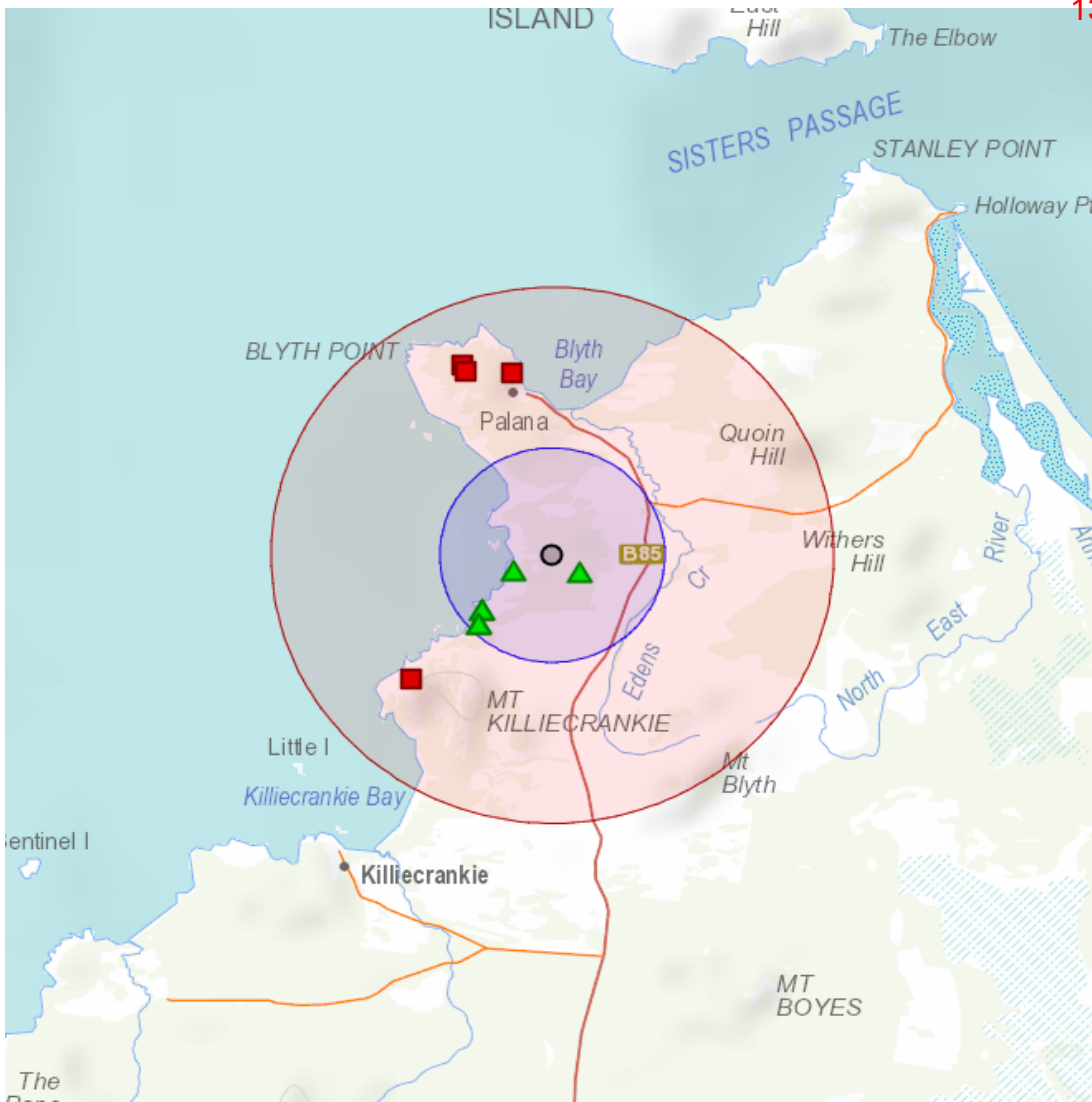 13
ISLAND
Hill
The Elbow
SISTERS PASSAGE
STANLEY POINT
Holloway
BLYTH POINT
Blyth
Bay
Palana
Quoin
Hill
B85
Withers
Hill
River
Cr
East
Edens
North
MT
KILLIECRANKIE
Little I
Mt
Blyth
Killiecrankie Bay
entinel I
Killiecrankie
MT
BOYES
The